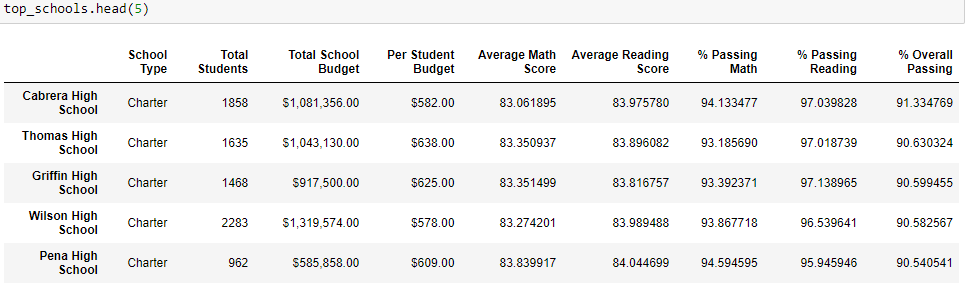 top_schools.head(5)
School Type Total Students Total School Budget Per Student Budget Average Math Score Average Reading Score % Passing Math % Passing Reading % Overall Passing
Cabrera High School Charter 1858 $1,081,356.00 $582.00 83.061895 83.975780 94.133477 97.039828 91.334769
Thomas High School Charter 1635 $1,043,130.00 $638.00 83.350937 83.896082 93.185690 97.018739 90.630324
Griffin High School Charter 1468 $917,500.00 $625.00 83.351499 83.816757 93.392371 97.138965 90.599455
Wilson High School Charter 2283 $1,319,574.00 $578.00 83.274201 83.989488 93.867718 96.539641 90.582567
Pena High School Charter 962 $585,858.00 $609.00 83.839917 84.044699 94.594595 95.945946 90.540541